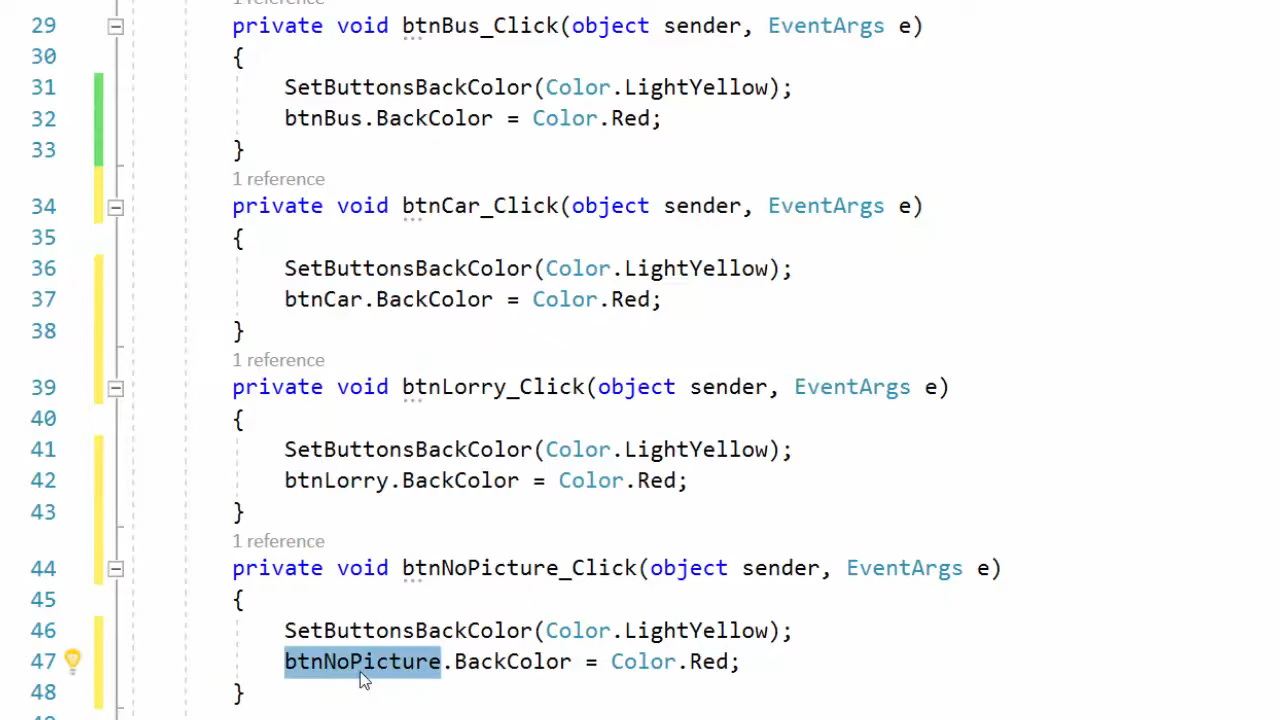 29 private void btnBus_Click(object sender, EventArgs e)
30 {
31 SetButtonsBackColor(Color.LightYellow);
32 btnBus.BackColor = Color.Red;
33 }
1 reference
34 private void btnCar_Click(object sender, EventArgs e)
35 {
36 SetButtonsBackColor(Color.LightYellow);
37 btnCar.BackColor = Color.Red;
38 }
1 reference
39 private void btnLorry_Click(object sender, EventArgs e)
40 {
41 SetButtonsBackColor(Color.LightYellow);
42 btnLorry.BackColor = Color.Red;
43 }
1 reference
44 private void btnNoPicture_Click(object sender, EventArgs e)
45 {
46 SetButtonsBackColor(Color.LightYellow);
47 btnNoPicture.BackColor = Color.Red;
48 }